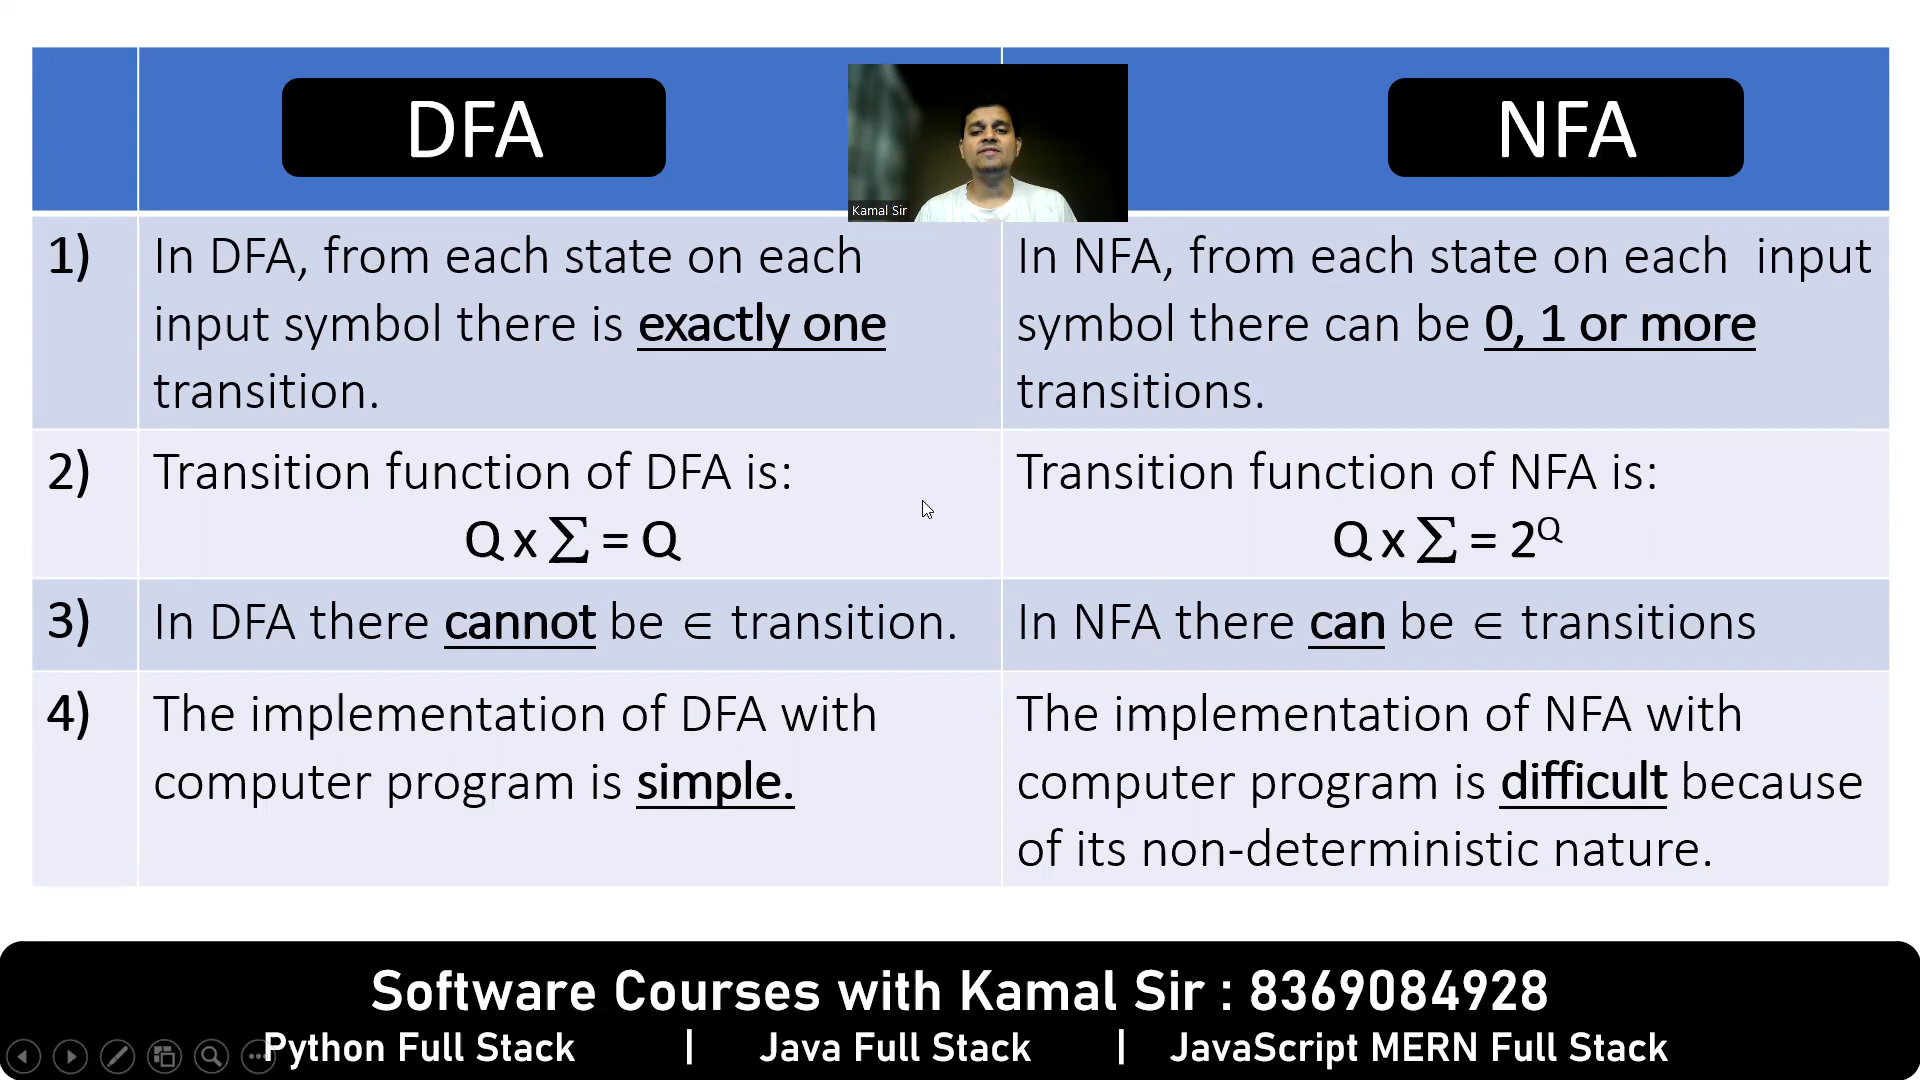 DFA
NFA
Kamal Sir
1)
In DFA, from each state on each
input symbol there is exactly one
transition.
In NFA, from each state on each input
symbol there can be 0, 1 or more
transitions.
2)
Transition function of DFA is:
Q x ∑ = Q
Transition function of NFA is:
Q x ∑ = 2^Q
3)
In DFA there cannot be ∈ transition.
In NFA there can be ∈ transitions
4)
The implementation of DFA with
computer program is simple.
The implementation of NFA with
computer program is difficult because
of its non-deterministic nature.
Software Courses with Kamal Sir : 8369084928
Python Full Stack | Java Full Stack | JavaScript MERN Full Stack